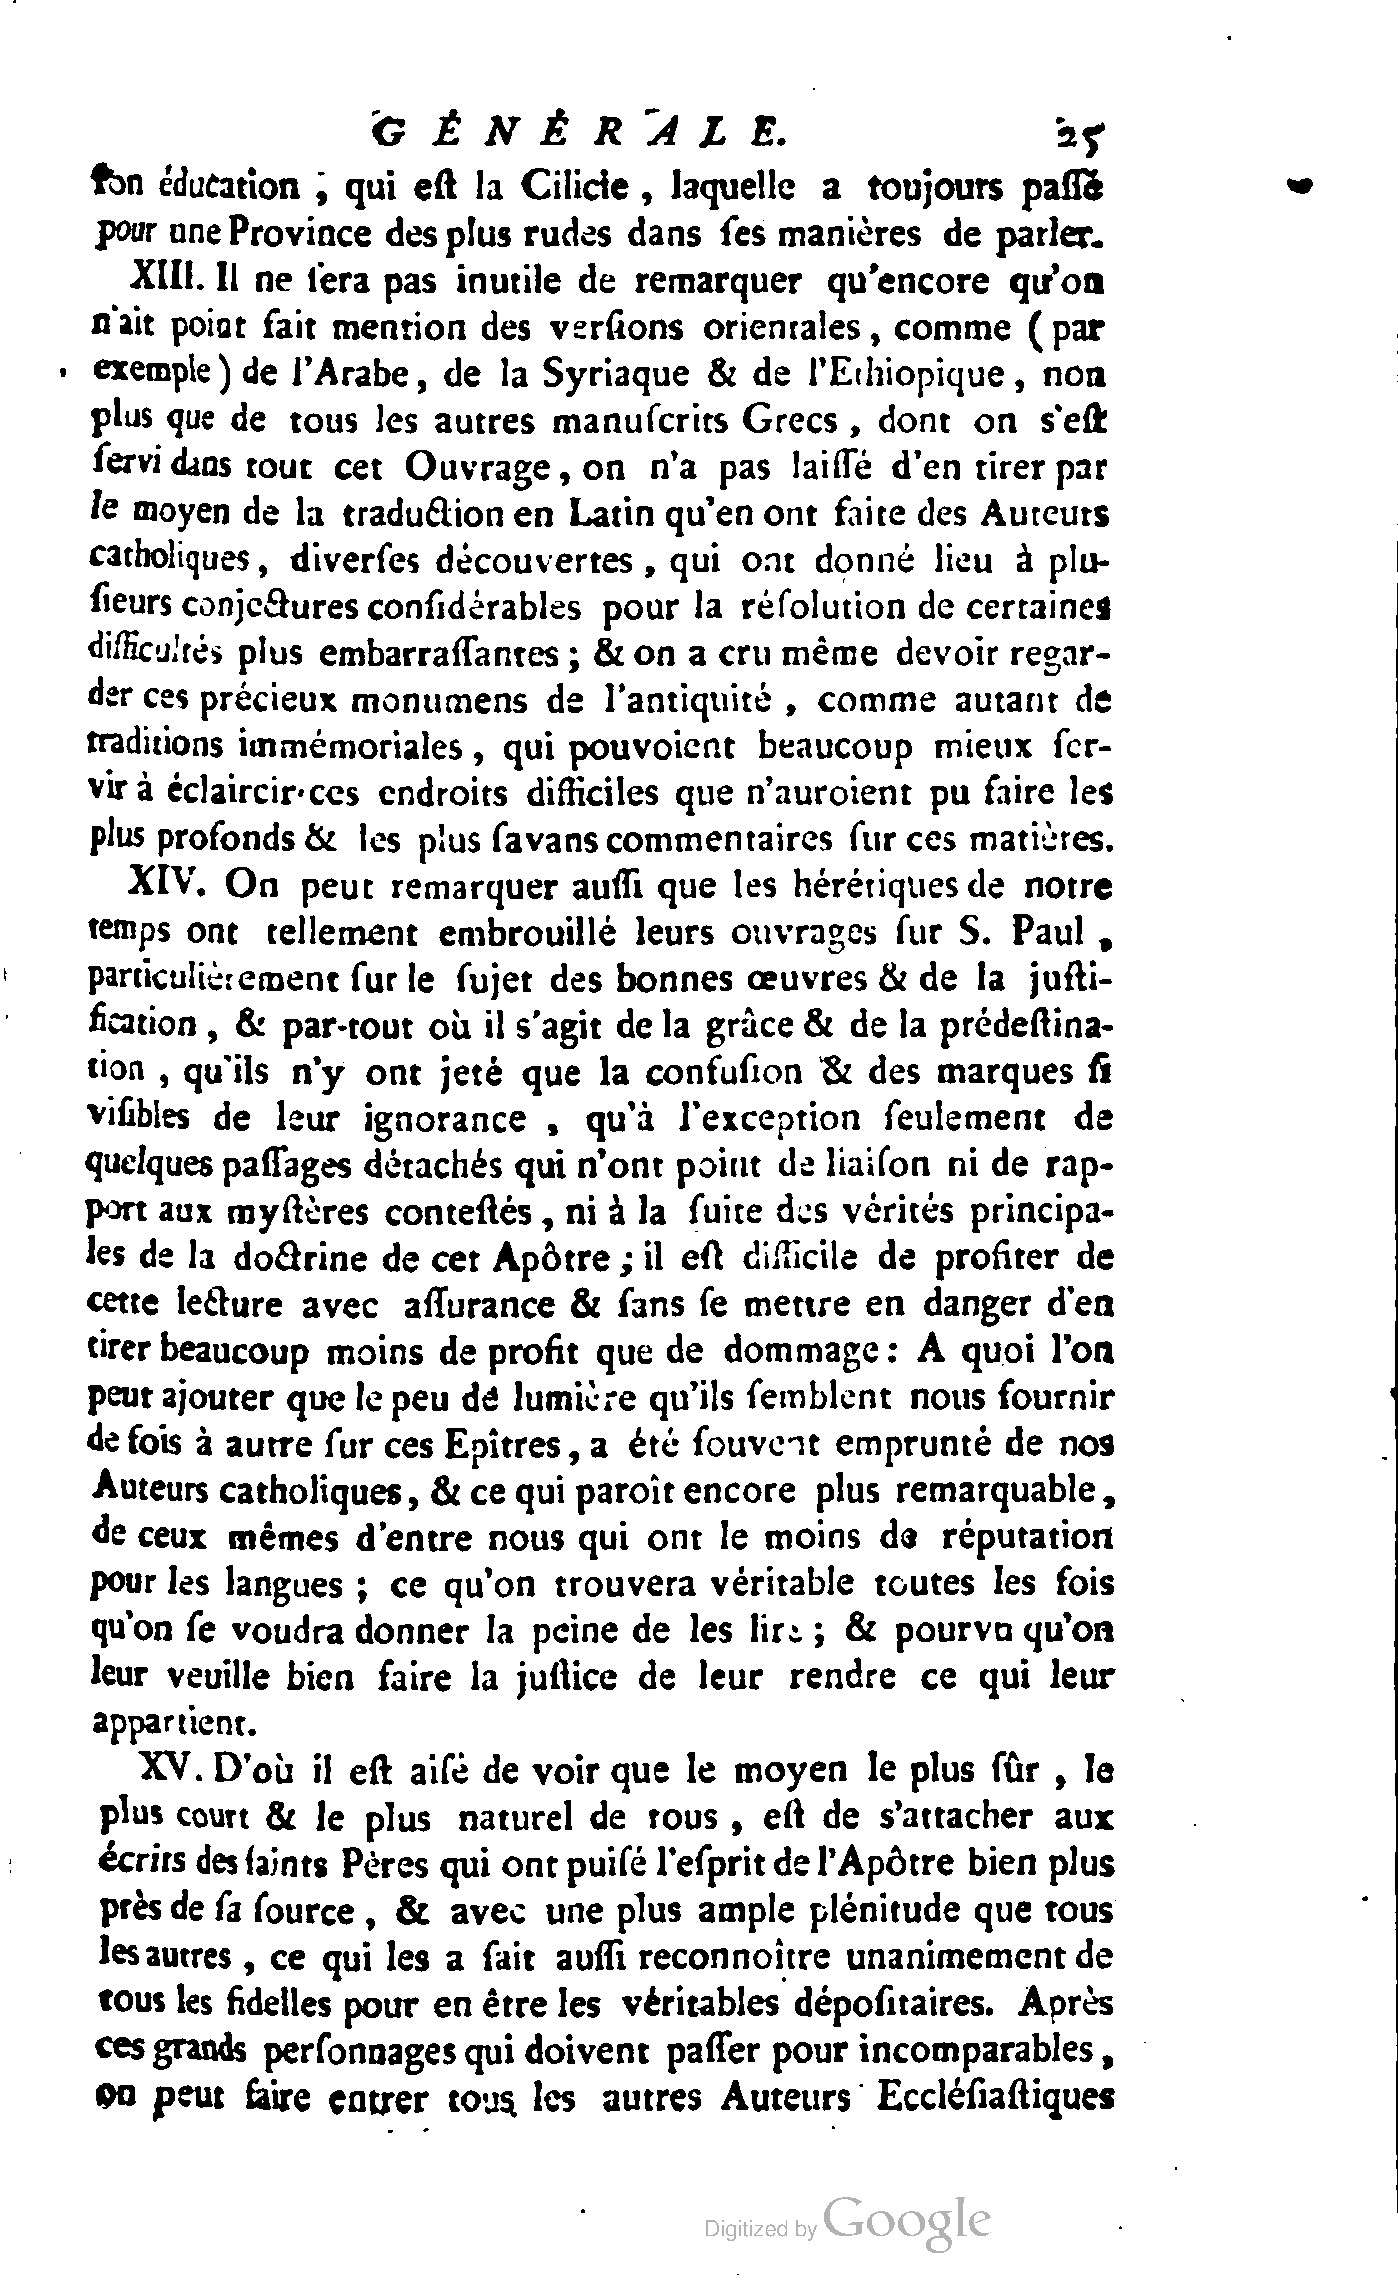 GÉNÉRALE. 25
ſon éducation ; qui eſt la Cilicie , laquelle a toujours paſſé
pour une Province des plus rudes dans ſes manières de parler.
XIII. Il ne ſera pas inutile de remarquer qu'encore qu'on
n'ait point fait mention des verſions orientales , comme ( par
exemple ) de l'Arabe , de la Syriaque & de l'Ethiopique , non
plus que de tous les autres manuſcrits Grecs , dont on s'eſt
ſervi dans tout cet Ouvrage , on n'a pas laiſſé d'en tirer par
le moyen de la traduction en Latin qu'en ont faite des Auteurs
catholiques , diverſes découvertes , qui ont donné lieu à plu-
ſieurs conjectures conſidérables pour la réſolution de certaines
difficultés plus embarraſſantes ; & on a cru même devoir regar-
der ces précieux monumens de l'antiquité , comme autant de
traditions immémoriales , qui pouvoient beaucoup mieux ſer-
vir à éclaircir ces endroits difficiles que n'auroient pu faire les
plus profonds & les plus ſavans commentaires ſur ces matières.
XIV. On peut remarquer auſſi que les hérétiques de notre
temps ont tellement embrouillé leurs ouvrages ſur S. Paul ,
particulièrement ſur le ſujet des bonnes œuvres & de la juſti-
fication , & par-tout où il s'agit de la grâce & de la prédeſtina-
tion , qu'ils n'y ont jeté que la confuſion & des marques ſi
viſibles de leur ignorance , qu'à l'exception ſeulement de
quelques paſſages détachés qui n'ont point de liaiſon ni de rap-
port aux myſtères conteſtés , ni à la ſuite des vérités principa-
les de la doctrine de cet Apôtre ; il eſt difficile de profiter de
cette lecture avec aſſurance & ſans ſe mettre en danger d'en
tirer beaucoup moins de profit que de dommage : A quoi l'on
peut ajouter que le peu de lumière qu'ils ſemblent nous fournir
de fois à autre ſur ces Epîtres , a été ſouvent emprunté de nos
Auteurs catholiques , & ce qui paroît encore plus remarquable ,
de ceux mêmes d'entre nous qui ont le moins de réputation
pour les langues ; ce qu'on trouvera véritable toutes les fois
qu'on ſe voudra donner la peine de les lire ; & pourvu qu'on
leur veuille bien faire la juſtice de leur rendre ce qui leur
appartient.
XV. D'où il eſt aiſé de voir que le moyen le plus ſûr , le
plus court & le plus naturel de tous , eſt de s'attacher aux
écrits des ſaints Pères qui ont puiſé l'eſprit de l'Apôtre bien plus
près de ſa ſource , & avec une plus ample plénitude que tous
les autres , ce qui les a fait auſſi reconnoître unanimement de
tous les fidelles pour en être les véritables dépoſitaires. Après
ces grands perſonnages qui doivent paſſer pour incomparables ,
on peut faire entrer tous les autres Auteurs Eccléſiaſtiques
Digitized by Google